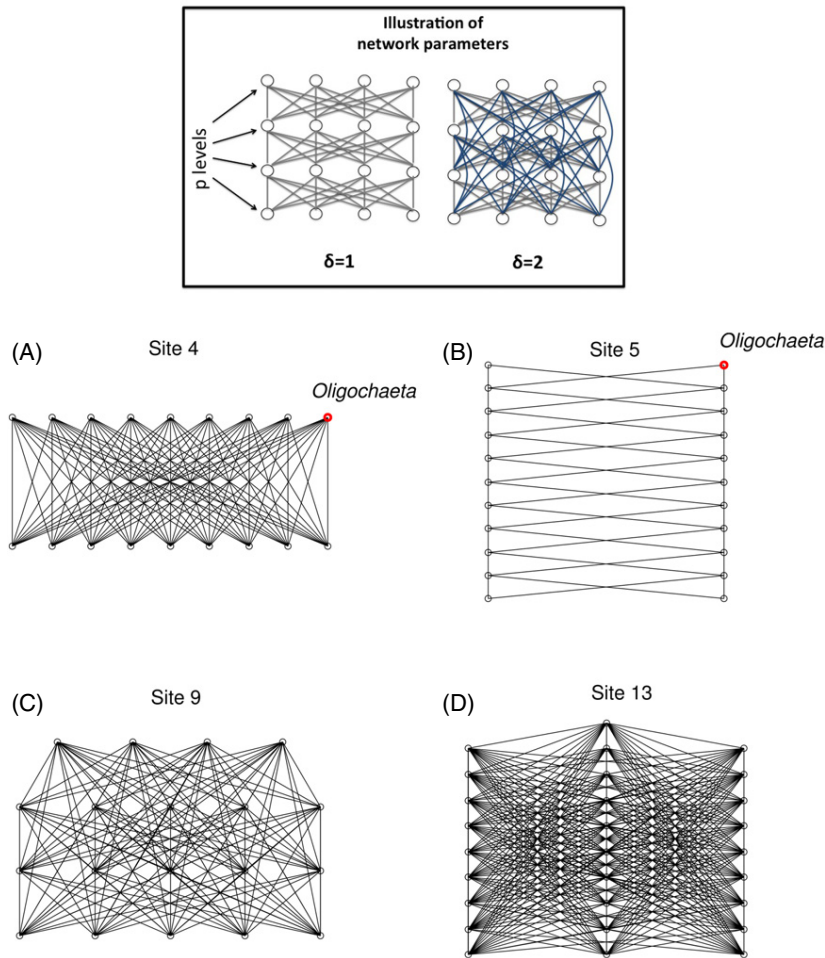 Illustration of
network parameters
p levels
δ=1
δ=2
(A)
Site 4
Oligochaeta
(B)
Site 5
Oligochaeta
(C)
Site 9
(D)
Site 13